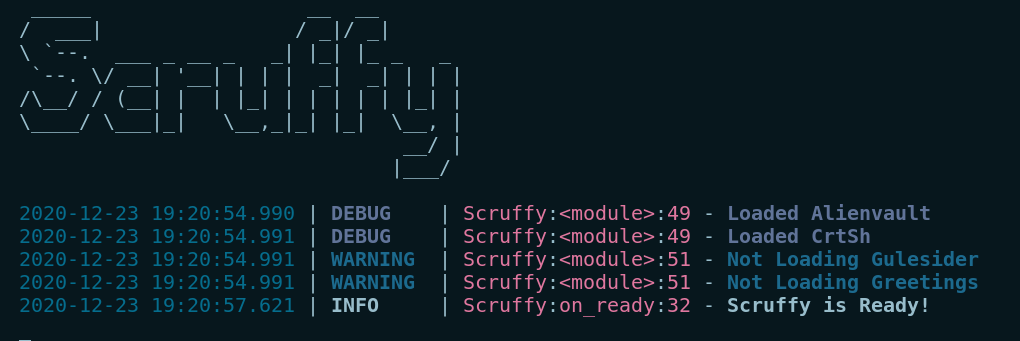 Scruffy
2020-12-23 19:20:54.990 | DEBUG    | Scruffy:<module>:49 - Loaded Alienvault
2020-12-23 19:20:54.991 | DEBUG    | Scruffy:<module>:49 - Loaded CrtSh
2020-12-23 19:20:54.991 | WARNING  | Scruffy:<module>:51 - Not Loading Gulesider
2020-12-23 19:20:54.991 | WARNING  | Scruffy:<module>:51 - Not Loading Greetings
2020-12-23 19:20:57.621 | INFO     | Scruffy:on_ready:32 - Scruffy is Ready!